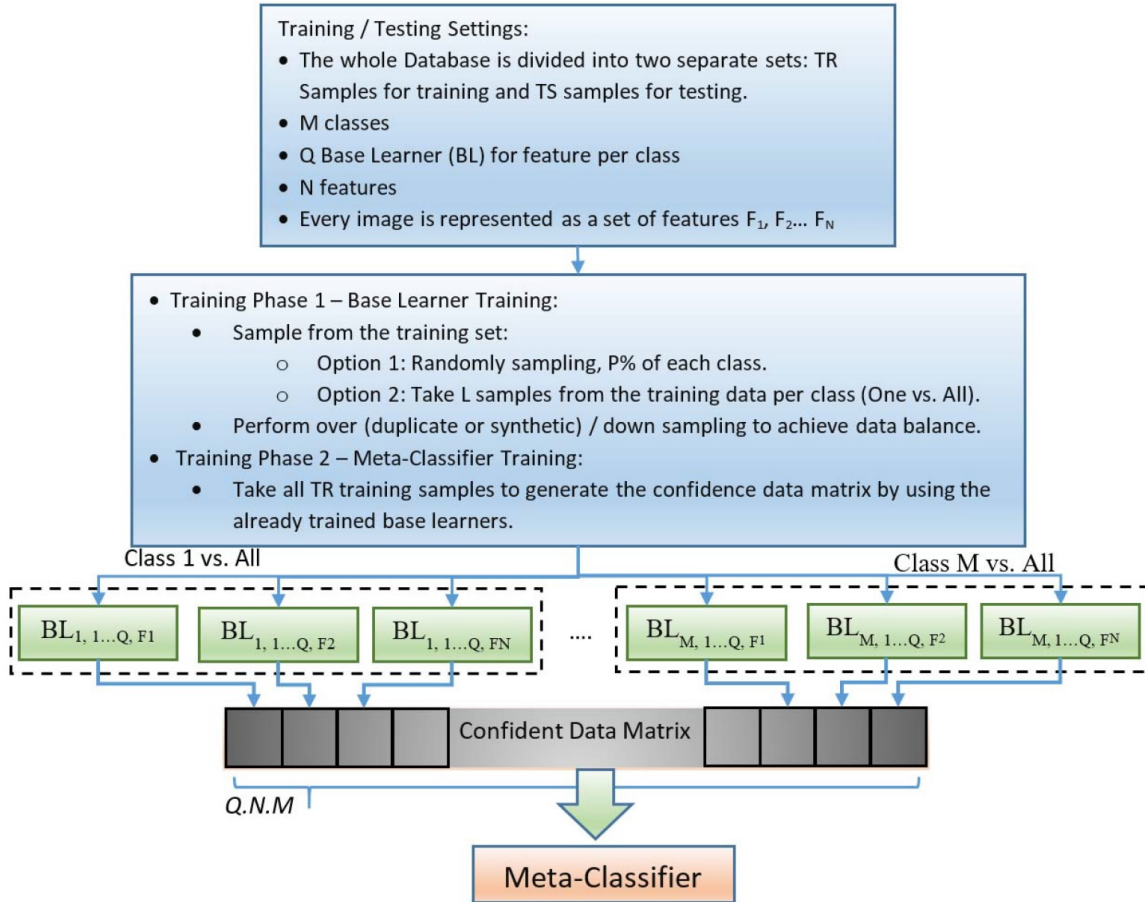 Training / Testing Settings:
• The whole Database is divided into two separate sets: TR
Samples for training and TS samples for testing.
• M classes
• Q Base Learner (BL) for feature per class
• N features
• Every image is represented as a set of features F₁, F₂... F_N
• Training Phase 1 – Base Learner Training:
• Sample from the training set:
o Option 1: Randomly sampling, P% of each class.
o Option 2: Take L samples from the training data per class (One vs. All).
• Perform over (duplicate or synthetic) / down sampling to achieve data balance.
• Training Phase 2 – Meta-Classifier Training:
• Take all TR training samples to generate the confidence data matrix by using the
already trained base learners.
Class 1 vs. All
Class M vs. All
BL1, 1...Q, F1
BL1, 1...Q, F2
BL1, 1...Q, FN
....
BLM, 1...Q, F1
BLM, 1...Q, F2
BLM, 1...Q, FN
Confident Data Matrix
Q.N.M
Meta-Classifier